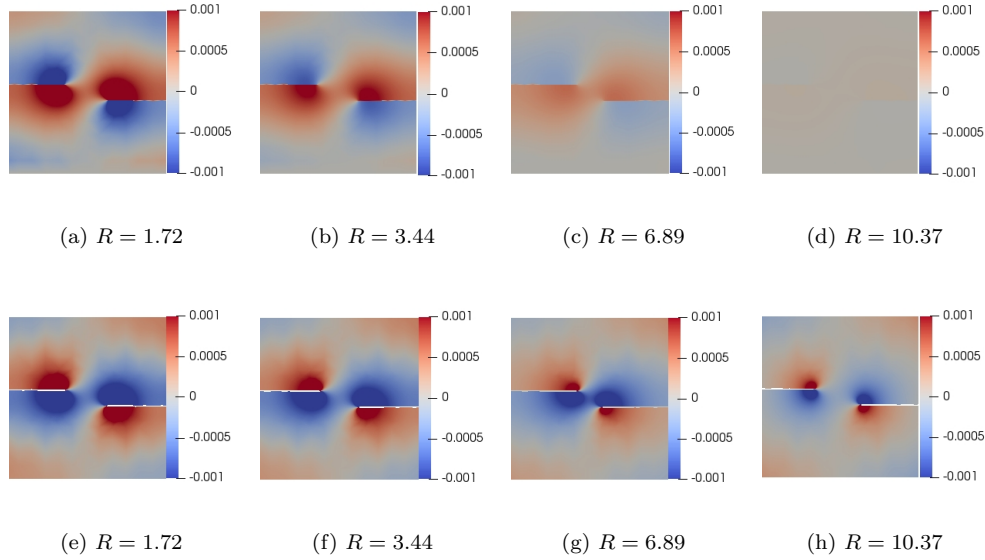 0.001 0.001 0.001 0.001
0.0005 0.0005 0.0005 0.0005
0 0 0 0
-0.0005 -0.0005 -0.0005 -0.0005
-0.001 -0.001 -0.001 -0.001
(a) R = 1.72 (b) R = 3.44 (c) R = 6.89 (d) R = 10.37
0.001 0.001 0.001 0.001
0.0005 0.0005 0.0005 0.0005
0 0 0 0
-0.0005 -0.0005 -0.0005 -0.0005
-0.001 -0.001 -0.001 -0.001
(e) R = 1.72 (f) R = 3.44 (g) R = 6.89 (h) R = 10.37